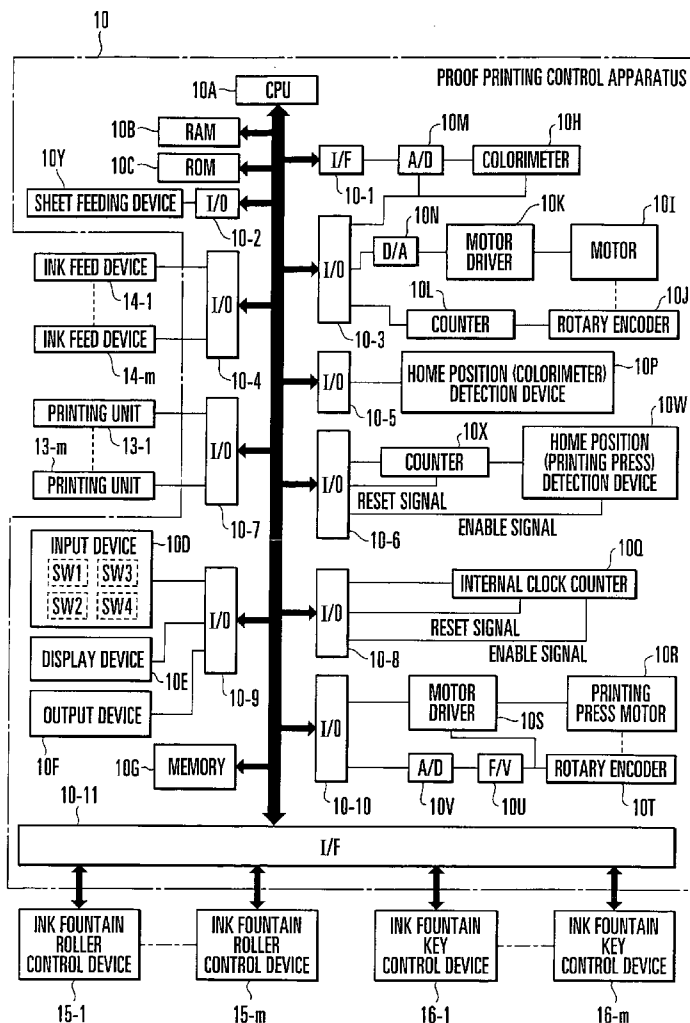 10
PROOF PRINTING CONTROL APPARATUS
10A
CPU
10B
RAM
10C
ROM
10Y
SHEET FEEDING DEVICE
I/O
10-2
I/F
10-1
10M
A/D
10H
COLORIMETER
INK FEED DEVICE
14-1
INK FEED DEVICE
14-m
I/O
10-4
I/O
10-3
10N
D/A
10K
MOTOR
DRIVER
10I
MOTOR
10L
COUNTER
10J
ROTARY ENCODER
I/O
10-5
HOME POSITION (COLORIMETER)
DETECTION DEVICE
10P
PRINTING UNIT
13-1
13-m
PRINTING UNIT
I/O
10-7
I/O
10-6
10X
COUNTER
10W
HOME POSITION
(PRINTING PRESS)
DETECTION DEVICE
RESET SIGNAL
ENABLE SIGNAL
INPUT DEVICE
10D
SW1
SW3
SW2
SW4
DISPLAY DEVICE
10E
OUTPUT DEVICE
10F
I/O
10-9
I/O
10-8
10Q
INTERNAL CLOCK COUNTER
RESET SIGNAL
ENABLE SIGNAL
10G
MEMORY
I/O
10-10
MOTOR
DRIVER
10S
10R
PRINTING
PRESS MOTOR
A/D
10V
F/V
10U
ROTARY ENCODER
10T
10-11
I/F
INK FOUNTAIN
ROLLER
CONTROL DEVICE
15-1
INK FOUNTAIN
ROLLER
CONTROL DEVICE
15-m
INK FOUNTAIN
KEY
CONTROL DEVICE
16-1
INK FOUNTAIN
KEY
CONTROL DEVICE
16-m